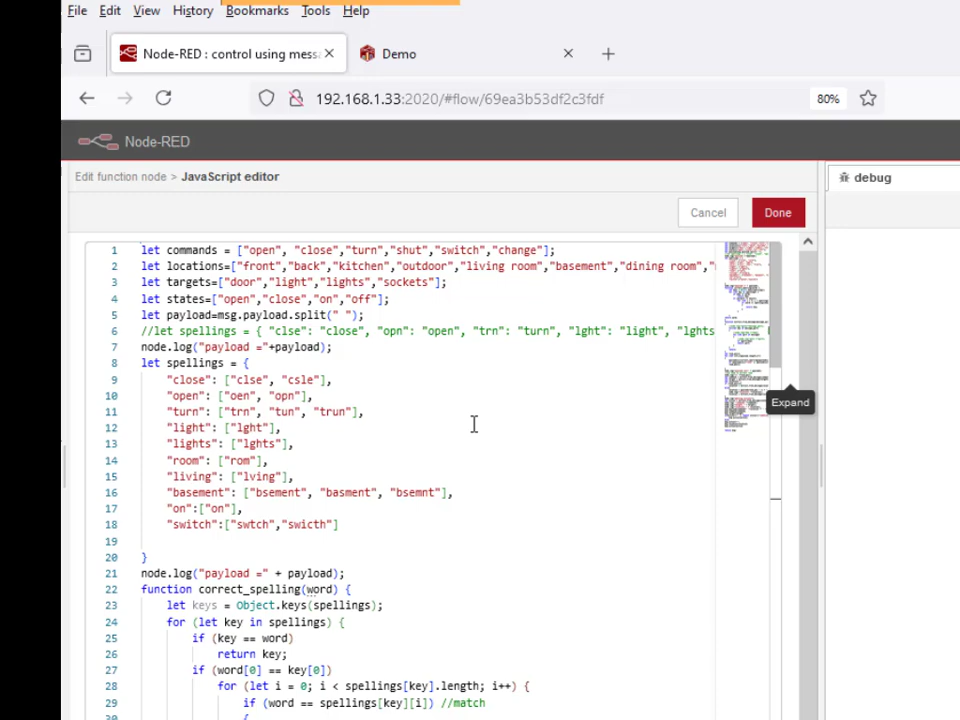 File Edit View History Bookmarks Tools Help
Node-RED : control using mess
Demo
192.168.1.33:2020/#flow/69ea3b53df2c3fdf
80%
Node-RED
Edit function node > JavaScript editor
debug
Cancel
Done
1 let commands = ["open", "close","turn","shut","switch","change"];
2 let locations=["front","back","kitchen","outdoor","living room","basement","dining room",
3 let targets=["door","light","lights","sockets"];
4 let states=["open","close","on","off"];
5 let payload=msg.payload.split(" ");
6 //let spellings = { "clse": "close", "opn": "open", "trn": "turn", "lght": "light", "lghts
7 node.log("payload ="+payload);
8 let spellings = {
9 "close": ["clse", "csle"],
10 "open": ["oen", "opn"],
11 "turn": ["trn", "tun", "trun"],
12 "light": ["lght"],
13 "lights": ["lghts"],
14 "room": ["rom"],
15 "living": ["lving"],
16 "basement": ["bsement", "basment", "bsemnt"],
17 "on":["on"],
18 "switch":["swtch","swicth"]
19
20 }
21 node.log("payload =" + payload);
22 function correct_spelling(word) {
23 let keys = Object.keys(spellings);
24 for (let key in spellings) {
25 if (key == word)
26 return key;
27 if (word[0] == key[0])
28 for (let i = 0; i < spellings[key].length; i++) {
29 if (word == spellings[key][i]) //match
30 {
Expand